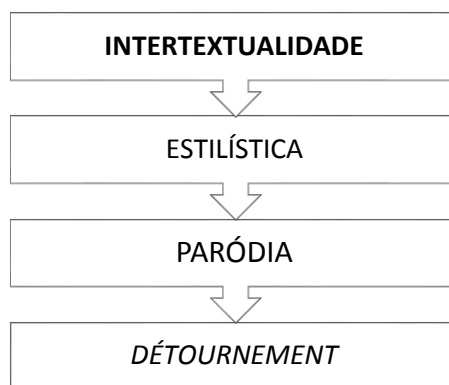 INTERTEXTUALIDADE
ESTILÍSTICA
PARÓDIA
DÉTOURNEMENT